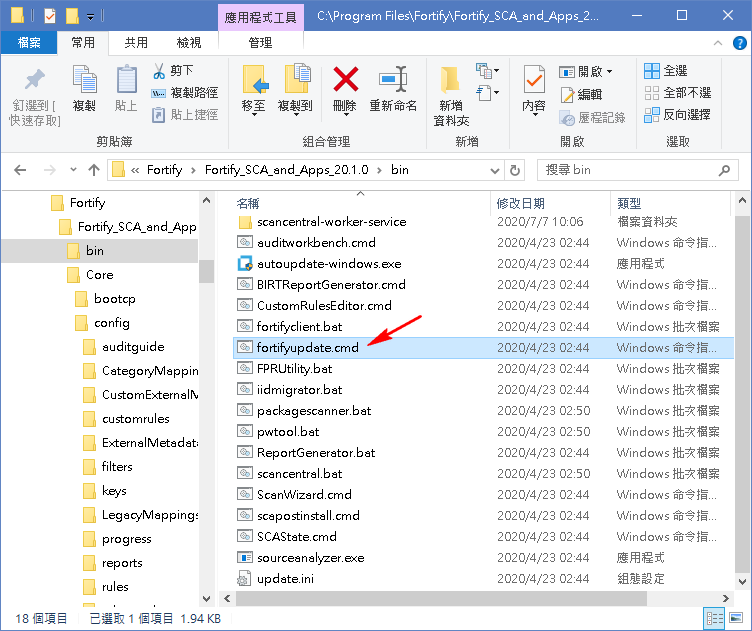 應用程式工具
C:\Program Files\Fortify\Fortify_SCA_and_Apps_2...
檔案 常用 共用 檢視 管理
釘選到 [
快速存取]
複製
貼上
剪下
複製路徑
貼上捷徑
移至
複製到
刪除
重新命名
新增
資料夾
內容
開啟
編輯
歷程記錄
全選
全部不選
反向選擇
剪貼簿 組合管理 新增 開啟 選取
« Fortify > Fortify_SCA_and_Apps_20.1.0 > bin
搜尋 bin
Fortify
Fortify_SCA_and_App
bin
Core
bootcp
config
auditguide
CategoryMappin
CustomExternalM
customrules
ExternalMetadata
filters
keys
LegacyMappings
progress
reports
rules
名稱 修改日期 類型
scancentral-worker-service 2020/7/7 10:06 檔案資料夾
auditworkbench.cmd 2020/4/23 02:44 Windows 命令指...
autoupdate-windows.exe 2020/4/23 02:44 應用程式
BIRTReportGenerator.cmd 2020/4/23 02:44 Windows 命令指...
CustomRulesEditor.cmd 2020/4/23 02:44 Windows 命令指...
fortifyclient.bat 2020/4/23 02:44 Windows 批次檔案
fortifyupdate.cmd 2020/4/23 02:44 Windows 命令指...
FPRUtility.bat 2020/4/23 02:44 Windows 批次檔案
iidmigrator.bat 2020/4/23 02:44 Windows 批次檔案
packagescanner.bat 2020/4/23 02:50 Windows 批次檔案
pwtool.bat 2020/4/23 02:44 Windows 批次檔案
ReportGenerator.bat 2020/4/23 02:44 Windows 批次檔案
scancentral.bat 2020/4/23 02:50 Windows 批次檔案
ScanWizard.cmd 2020/4/23 02:44 Windows 命令指...
scapostinstall.cmd 2020/4/23 02:44 Windows 命令指...
SCAState.cmd 2020/4/23 02:44 Windows 命令指...
sourceanalyzer.exe 2020/4/23 02:44 應用程式
update.ini 2020/4/23 02:44 組態設定
18 個項目 已選取 1 個項目 1.94 KB